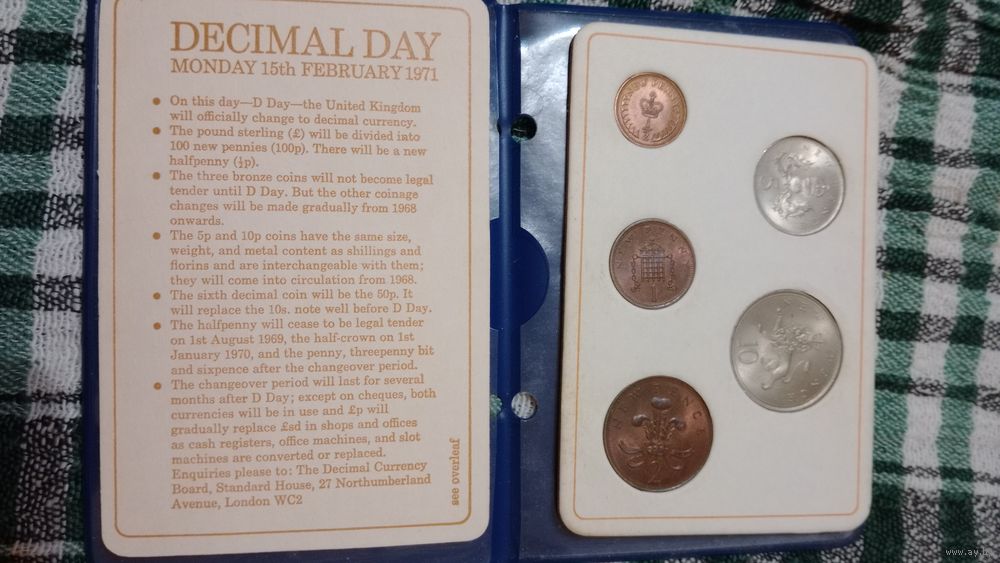 DECIMAL DAY
MONDAY 15th FEBRUARY 1971
• On this day—D Day—the United Kingdom
will officially change to decimal currency.
• The pound sterling (£) will be divided into
100 new pennies (100p). There will be a new
halfpenny (½p).
• The three bronze coins will not become legal
tender until D Day. But the other coinage
changes will be made gradually from 1968
onwards.
• The 5p and 10p coins have the same size,
weight, and metal content as shillings and
florins and are interchangeable with them;
they will come into circulation from 1968.
• The sixth decimal coin will be the 50p. It
will replace the 10s. note well before D Day.
• The halfpenny will cease to be legal tender
on 1st August 1969, the half-crown on 1st
January 1970, and the penny, threepenny bit
and sixpence after the changeover period.
• The changeover period will last for several
months after D Day; except on cheques, both
currencies will be in use and £p will
gradually replace £sd in shops and offices
as cash registers, office machines, and slot
machines are converted or replaced.
Enquiries please to: The Decimal Currency
Board, Standard House, 27 Northumberland
Avenue, London WC2
see overleaf
NEW PENNY
1
NEW PENCE
2
5
NEW PENCE
10